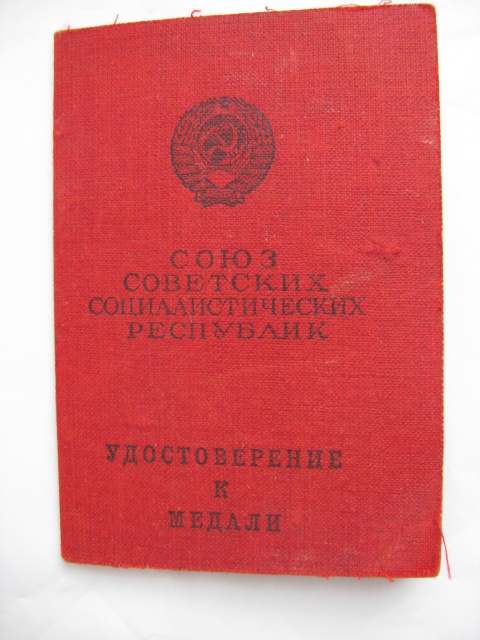 СОЮЗ
СОВЕТСКИХ
СОЦИАЛИСТИЧЕСКИХ
РЕСПУБЛИК
УДОСТОВЕРЕНИЕ
К
МЕДАЛИ